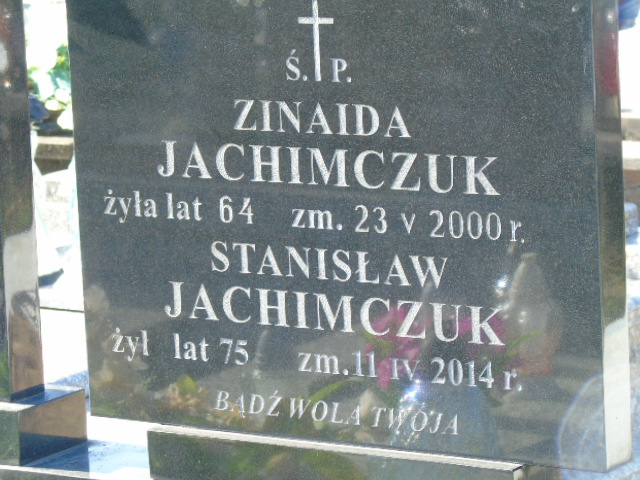 Ś. P.
ZINAIDA
JACHIMCZUK
żyła lat 64 zm. 23 V 2000 r.
STANISŁAW
JACHIMCZUK
żył lat 75 zm. 11 IV 2014 r.
BĄDŹ WOLA TWOJA